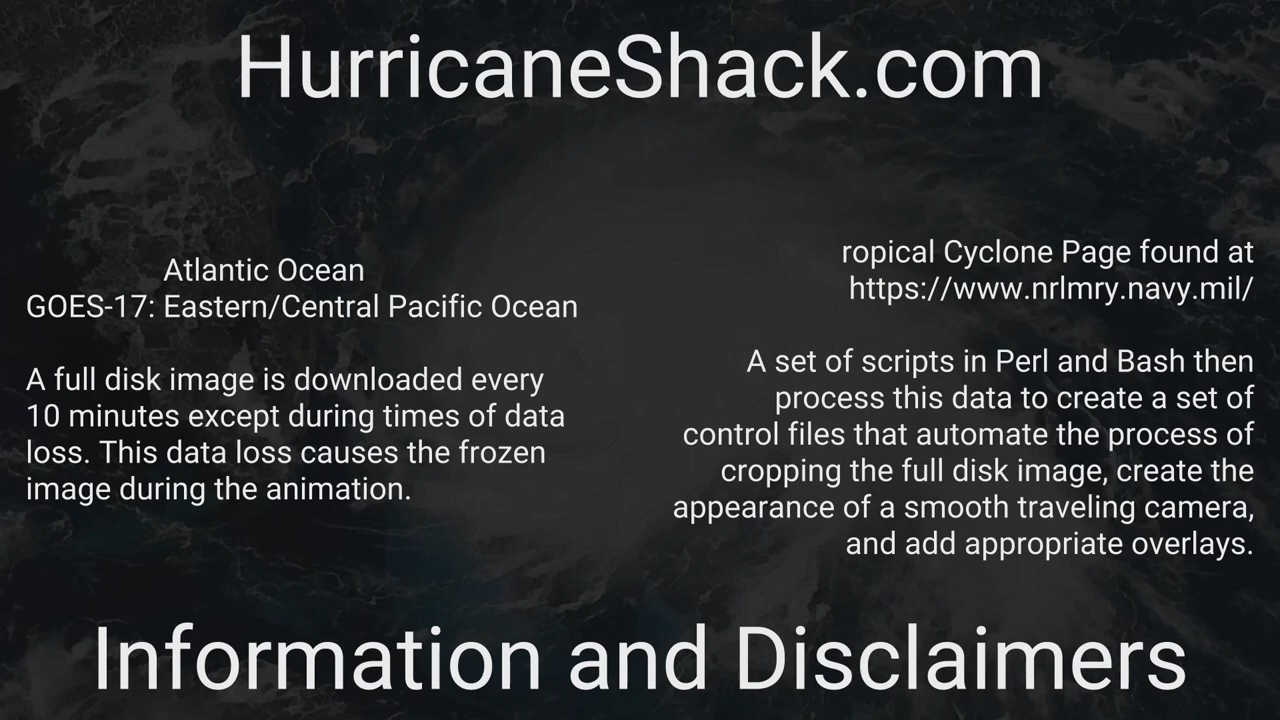 HurricaneShack.com
Atlantic Ocean
GOES-17: Eastern/Central Pacific Ocean
A full disk image is downloaded every
10 minutes except during times of data
loss. This data loss causes the frozen
image during the animation.
ropical Cyclone Page found at
https://www.nrlmry.navy.mil/
A set of scripts in Perl and Bash then
process this data to create a set of
control files that automate the process of
cropping the full disk image, create the
appearance of a smooth traveling camera,
and add appropriate overlays.
Information and Disclaimers